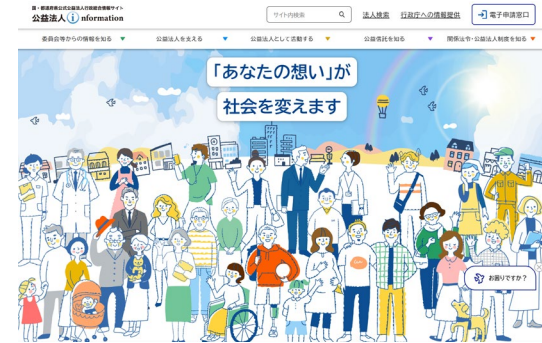 国・都道府県公式公益法人行政総合情報サイト
公益法人 information
サイト内検索
法人検索
行政庁への情報提供
電子申請窓口
委員会等からの情報を知る
公益法人を支える
公益法人として活動する
公益信託を知る
関係法令・公益法人制度を知る
「あなたの想い」が
社会を変えます
お困りですか？